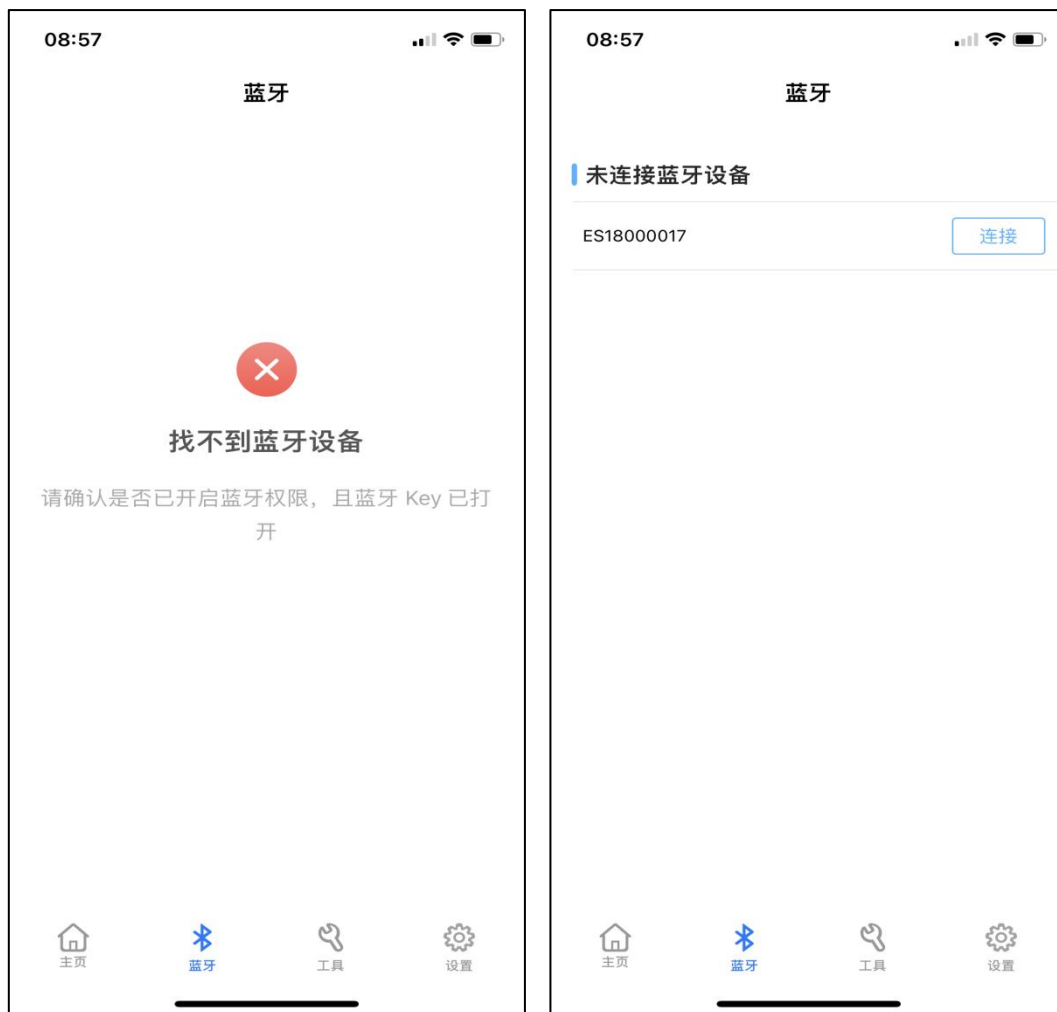 08:57
蓝牙
找不到蓝牙设备
请确认是否已开启蓝牙权限，且蓝牙 Key 已打
开
主页
蓝牙
工具
设置
08:57
蓝牙
未连接蓝牙设备
ES18000017
连接
主页
蓝牙
工具
设置